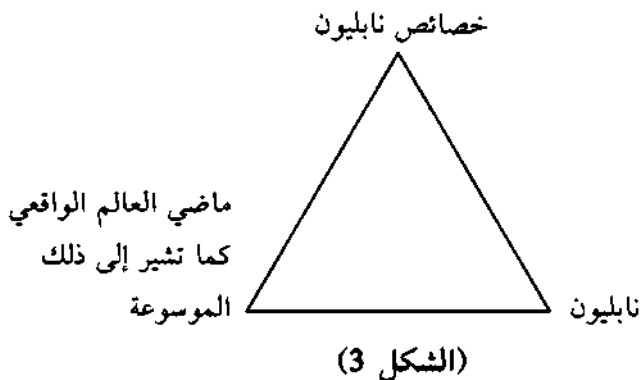 خصائص نابليون
ماضي العالم الواقعي
كما تشير إلى ذلك
الموسوعة
نابليون
(الشكل 3)